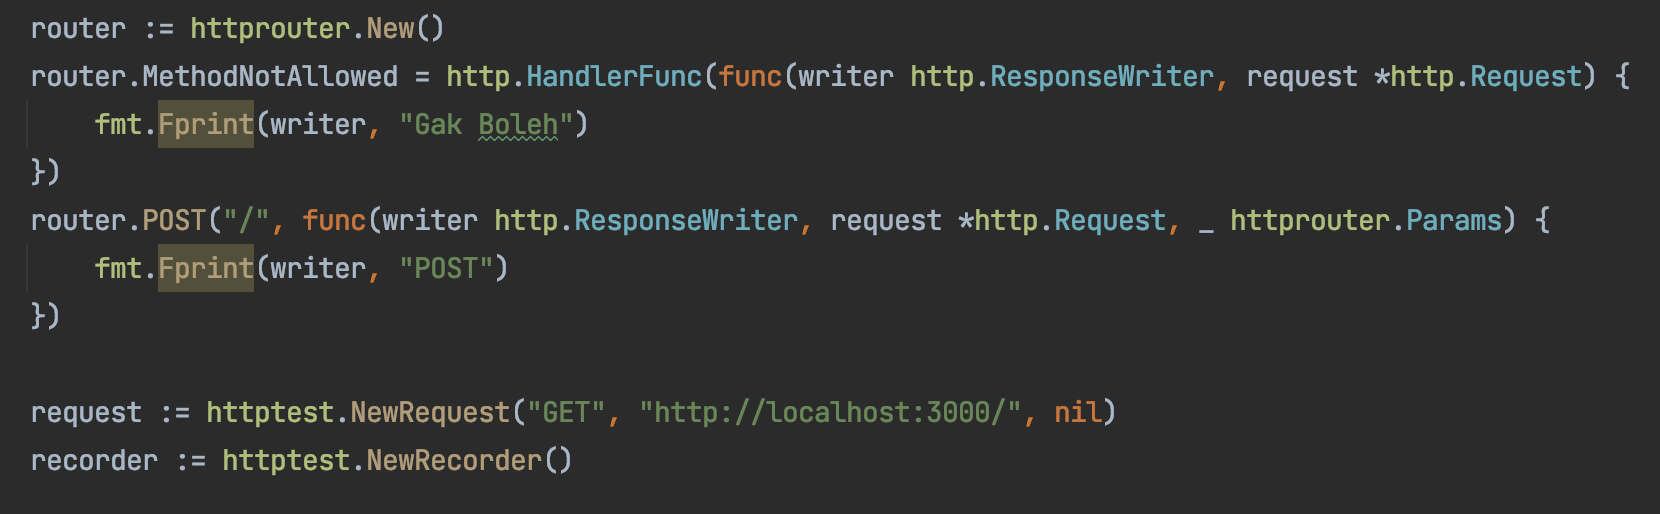 router := httprouter.New()
router.MethodNotAllowed = http.HandlerFunc(func(writer http.ResponseWriter, request *http.Request) {
    fmt.Fprint(writer, "Gak Boleh")
})
router.POST("/", func(writer http.ResponseWriter, request *http.Request, _ httprouter.Params) {
    fmt.Fprint(writer, "POST")
})

request := httptest.NewRequest("GET", "http://localhost:3000/", nil)
recorder := httptest.NewRecorder()